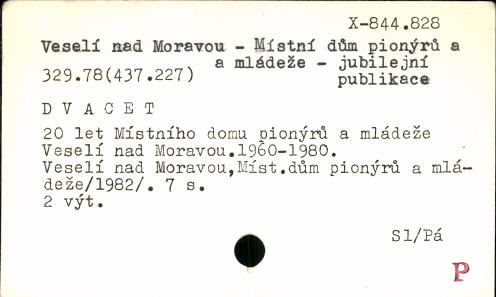 X-844.828
Veselí nad Moravou - Místní dům pionýrů a
a mládeže - jubilejní
329.78(437.227)
publikace
D V A C E T
20 let Místního domu pionýrů a mládeže
Veselí nad Moravou.1960-1980.
Veselí nad Moravou,Míst.dům pionýrů a mlá-
deže/1982/. 7 s.
2 výt.
Sl/Pá
P